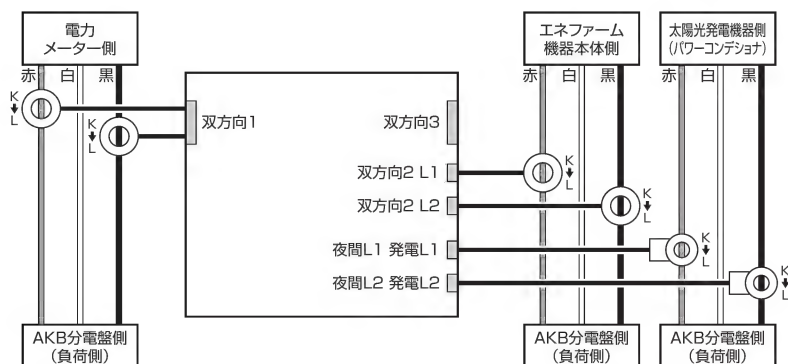 電力
メーター側
赤 白 黒
K
L
K
L
AKB分電盤側
(負荷側)
双方向1
双方向3
双方向2 L1
双方向2 L2
夜間L1 発電L1
夜間L2 発電L2
エネファーム
機器本体側
赤 白 黒
K
L
K
L
AKB分電盤側
(負荷側)
太陽光発電機器側
(パワーコンデショナ)
赤 白 黒
K
L
K
L
AKB分電盤側
(負荷側)